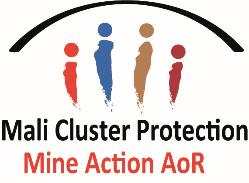 Mali Cluster Protection
Mine Action AoR